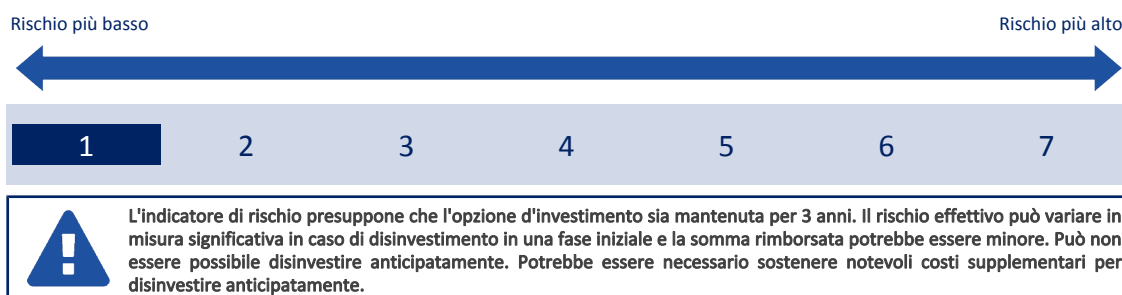 Rischio più basso Rischio più alto
1 2 3 4 5 6 7
L'indicatore di rischio presuppone che l'opzione d'investimento sia mantenuta per 3 anni. Il rischio effettivo può variare in
misura significativa in caso di disinvestimento in una fase iniziale e la somma rimborsata potrebbe essere minore. Può non
essere possibile disinvestire anticipatamente. Potrebbe essere necessario sostenere notevoli costi supplementari per
disinvestire anticipatamente.